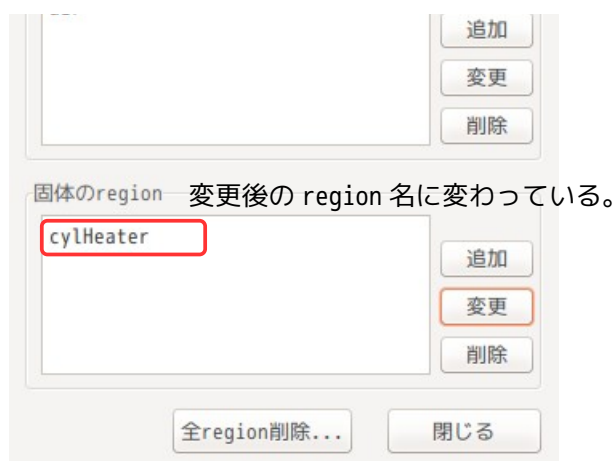 追加
変更
削除
固体のregion 変更後の region 名に変わっている。
cylHeater
追加
変更
削除
全region削除...
閉じる